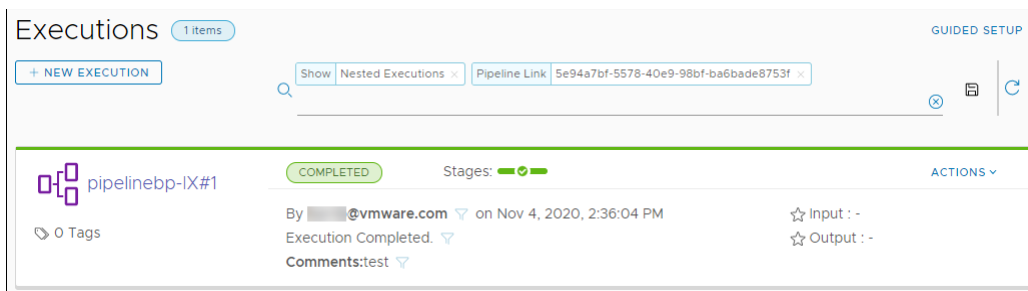 Executions 1 items
GUIDED SETUP
+ NEW EXECUTION
Show Nested Executions × Pipeline Link 5e94a7bf-5578-40e9-98bf-ba6bade8753f ×
pipelinebp-IX#1
0 Tags
COMPLETED Stages:
ACTIONS
By @vmware.com on Nov 4, 2020, 2:36:04 PM
Execution Completed.
Comments:test
Input : -
Output : -